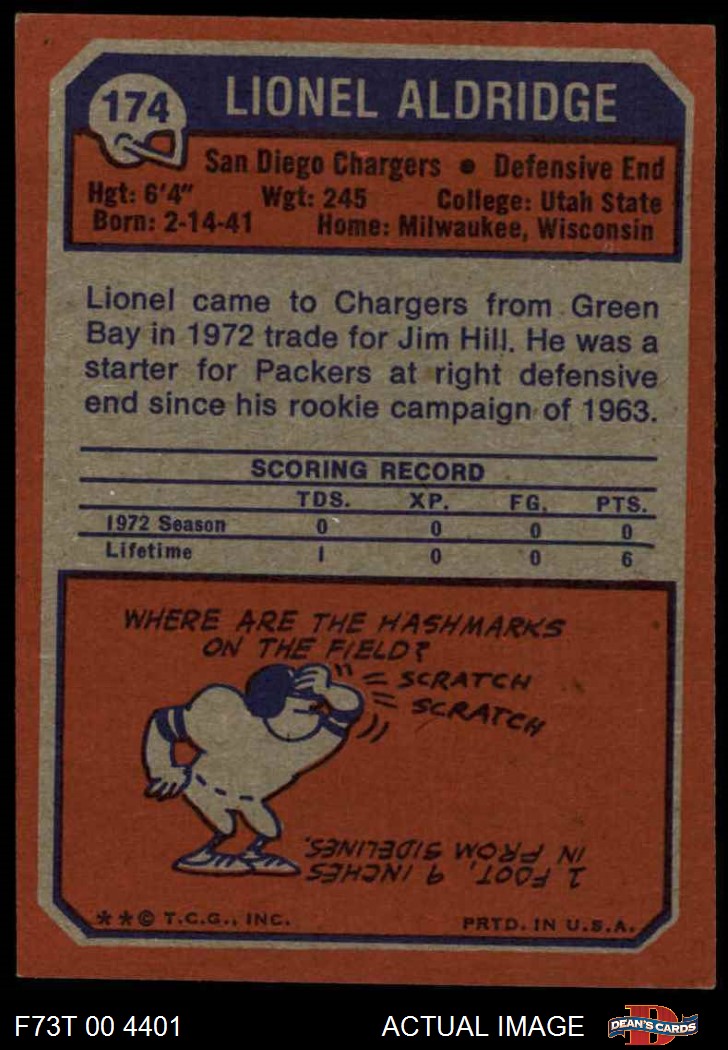 174
LIONEL ALDRIDGE
San Diego Chargers • Defensive End
Hgt: 6'4" Wgt: 245 College: Utah State
Born: 2-14-41 Home: Milwaukee, Wisconsin
Lionel came to Chargers from Green
Bay in 1972 trade for Jim Hill. He was a
starter for Packers at right defensive
end since his rookie campaign of 1963.
SCORING RECORD
TDS. XP. FG. PTS.
1972 Season 0 0 0 0
Lifetime 1 0 0 6
WHERE ARE THE HASHMARKS
ON THE FIELD?
SCRATCH
SCRATCH
1 FOOT, 9 INCHES
IN FROM SIDELINES.
**© T.C.G., INC. PRTD. IN U.S.A.
F73T 00 4401 ACTUAL IMAGE D DEAN'S CARDS